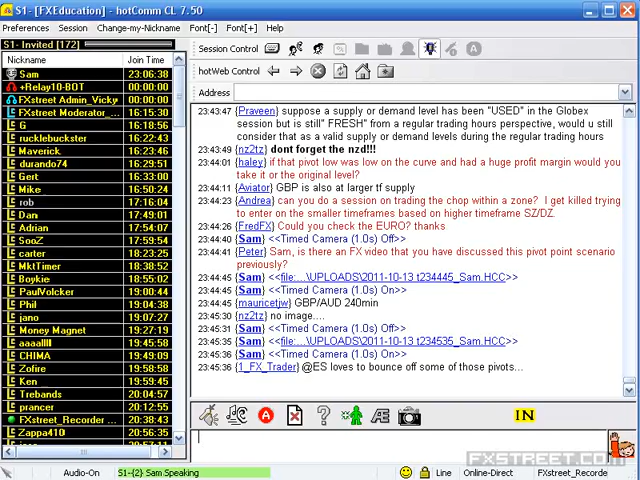 S1- [FXEducation] - hotComm CL 7.50
Preferences Session Change-my-Nickname Font[-] Font[+] Help
S1- Invited [172]
Nickname Join Time
Sam 23:06:38
+Relay10-BOT 00:00:00
FXstreet Admin_Vicky 00:00:00
FXstreet Moderator_... 16:15:30
G 16:18:59
rucklebuster 16:22:43
Maverick 16:23:46
durando74 16:29:51
Gert 16:33:00
Mike 16:50:24
rob 17:16:04
Dan 17:49:01
Adrian 17:54:07
SooZ 17:59:54
carter 18:23:25
MktTimer 18:38:52
Boykie 18:55:02
PaulVolcker 19:00:44
Phil 19:04:38
jano 19:07:27
Money Magnet 19:27:19
aaaallll 19:45:58
CHIMA 19:49:09
Zofire 19:58:58
Ken_ 19:59:45
Trebands 20:04:57
prancer 20:12:55
FXstreet_Recorder ... 20:38:43
Zappa410 20:56:35
Session Control
hotWeb Control
Address
23:43:47 {Praveen} suppose a supply or demand level has been "USED" in the Globex
session but is still" FRESH" from a regular trading hours perspective, would u still
consider that as a valid supply or demand levels during the regular trading hours
23:43:49 {nz2tz} dont forget the nzd!!!
23:44:01 {haley} if that pivot low was low on the curve and had a huge profit margin would you
take it or the original level?
23:44:11 {Aviator} GBP is also at larger tf supply
23:44:23 {Andrea} can you do a session on trading the chop within a zone? I get killed trying
to enter on the smaller timeframes based on higher timeframe SZ/DZ.
23:44:26 {FredFX} Could you check the EURO? thanks
23:44:40 {Sam} <<Timed Camera (1.0s) Off>>
23:44:41 {Peter} Sam, is there an FX video that you have discussed this pivot point scenario
previously?
23:44:45 {Sam} <<file:...\UPLOADS\2011-10-13 t234445_Sam.HCC>>
23:44:45 {Sam} <<Timed Camera (1.0s) On>>
23:44:45 {mauricetjw} GBP/AUD 240min
23:45:30 {nz2tz} no image....
23:45:36 {Sam} <<Timed Camera (1.0s) Off>>
23:45:36 {Sam} <<file:...\UPLOADS\2011-10-13 t234535_Sam.HCC>>
23:45:36 {Sam} <<Timed Camera (1.0s) On>>
23:45:36 {1_FX_Trader} @ES loves to bounce off some of those pivots...
IN
FXSTREET.COM
Audio-On S1-{2} Sam.Speaking Line Online-Direct FXstreet_Recorde